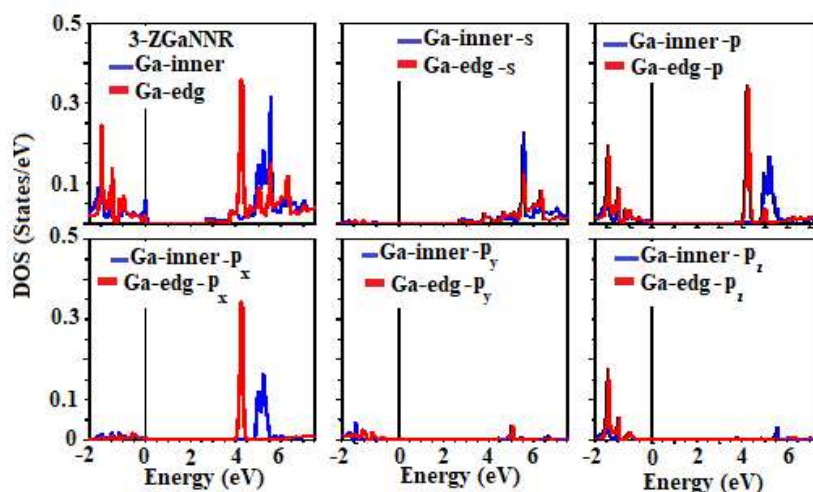 0.5
3-ZGaNNR
Ga-inner
Ga-edg
Ga-inner-s
Ga-edg-s
Ga-inner-p
Ga-edg-p
0.3
0.1
DOS (States/eV)
0.5
Ga-inner-px
Ga-edg-px
Ga-inner-py
Ga-edg-py
Ga-inner-pz
Ga-edg-pz
0.3
0.1
0
-2 0 2 4 6
-2 0 2 4 6
-2 0 2 4 6
Energy (eV)
Energy (eV)
Energy (eV)